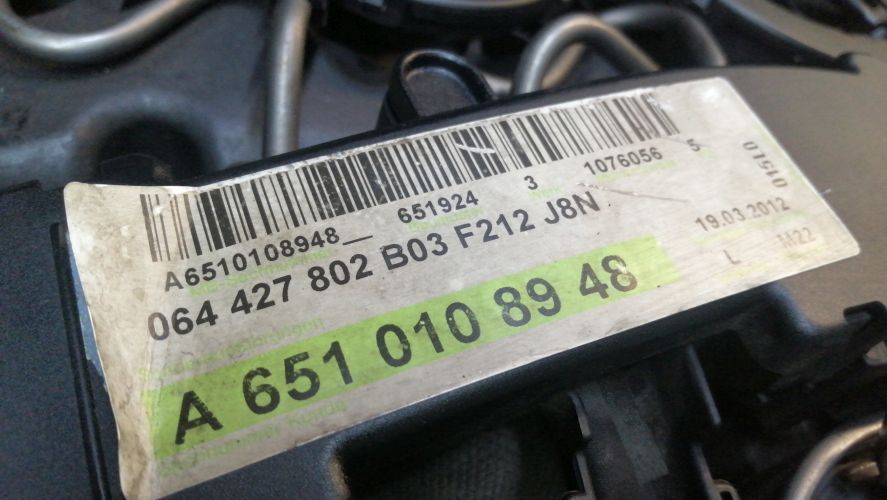 A6510108948 — 651924 3 1076056 5
064 427 802 B03 F212 J8N
A 651 010 89 48
19.03.2012
L M22
015LD